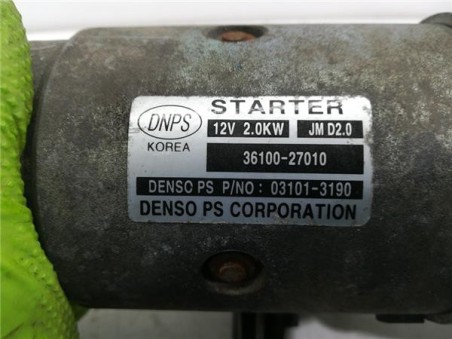 STARTER
DNPS 12V 2.0KW JM D2.0
KOREA 36100-27010
DENSO PS P/NO : 03101-3190
DENSO PS CORPORATION